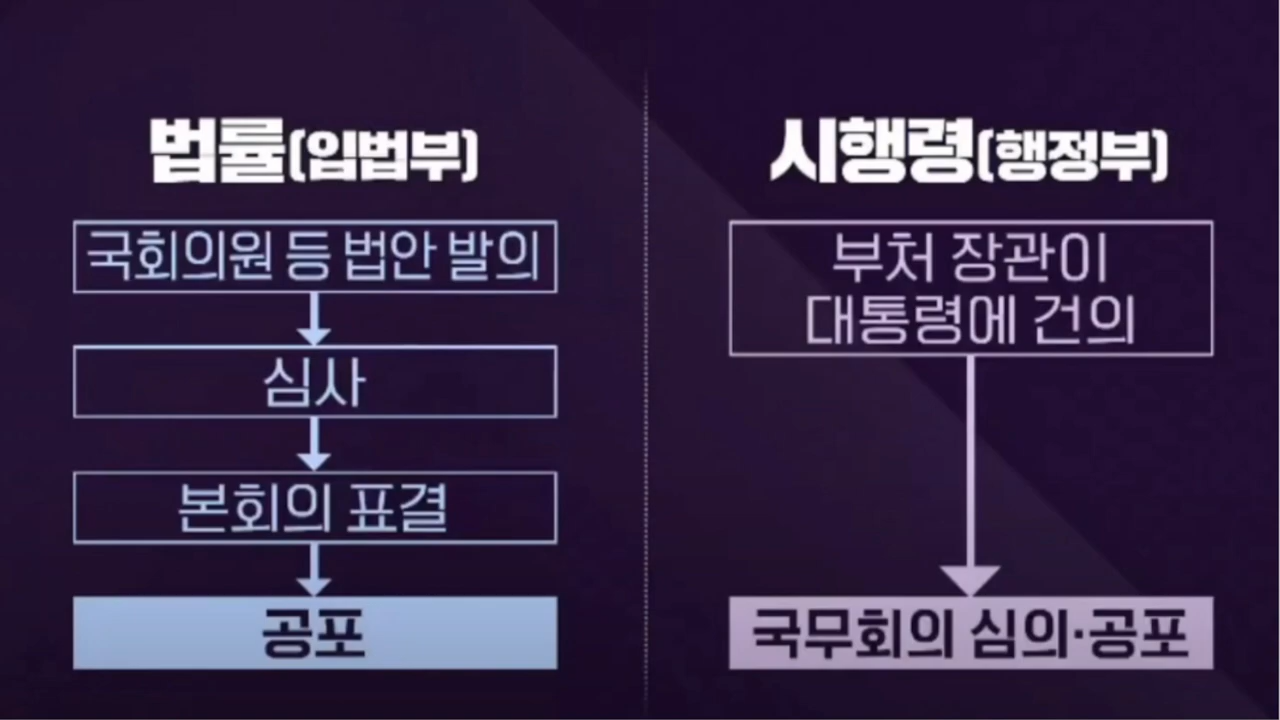 법률(입법부)
국회의원 등 법안 발의
심사
본회의 표결
공포
시행령(행정부)
부처 장관이
대통령에 건의
국무회의 심의·공포